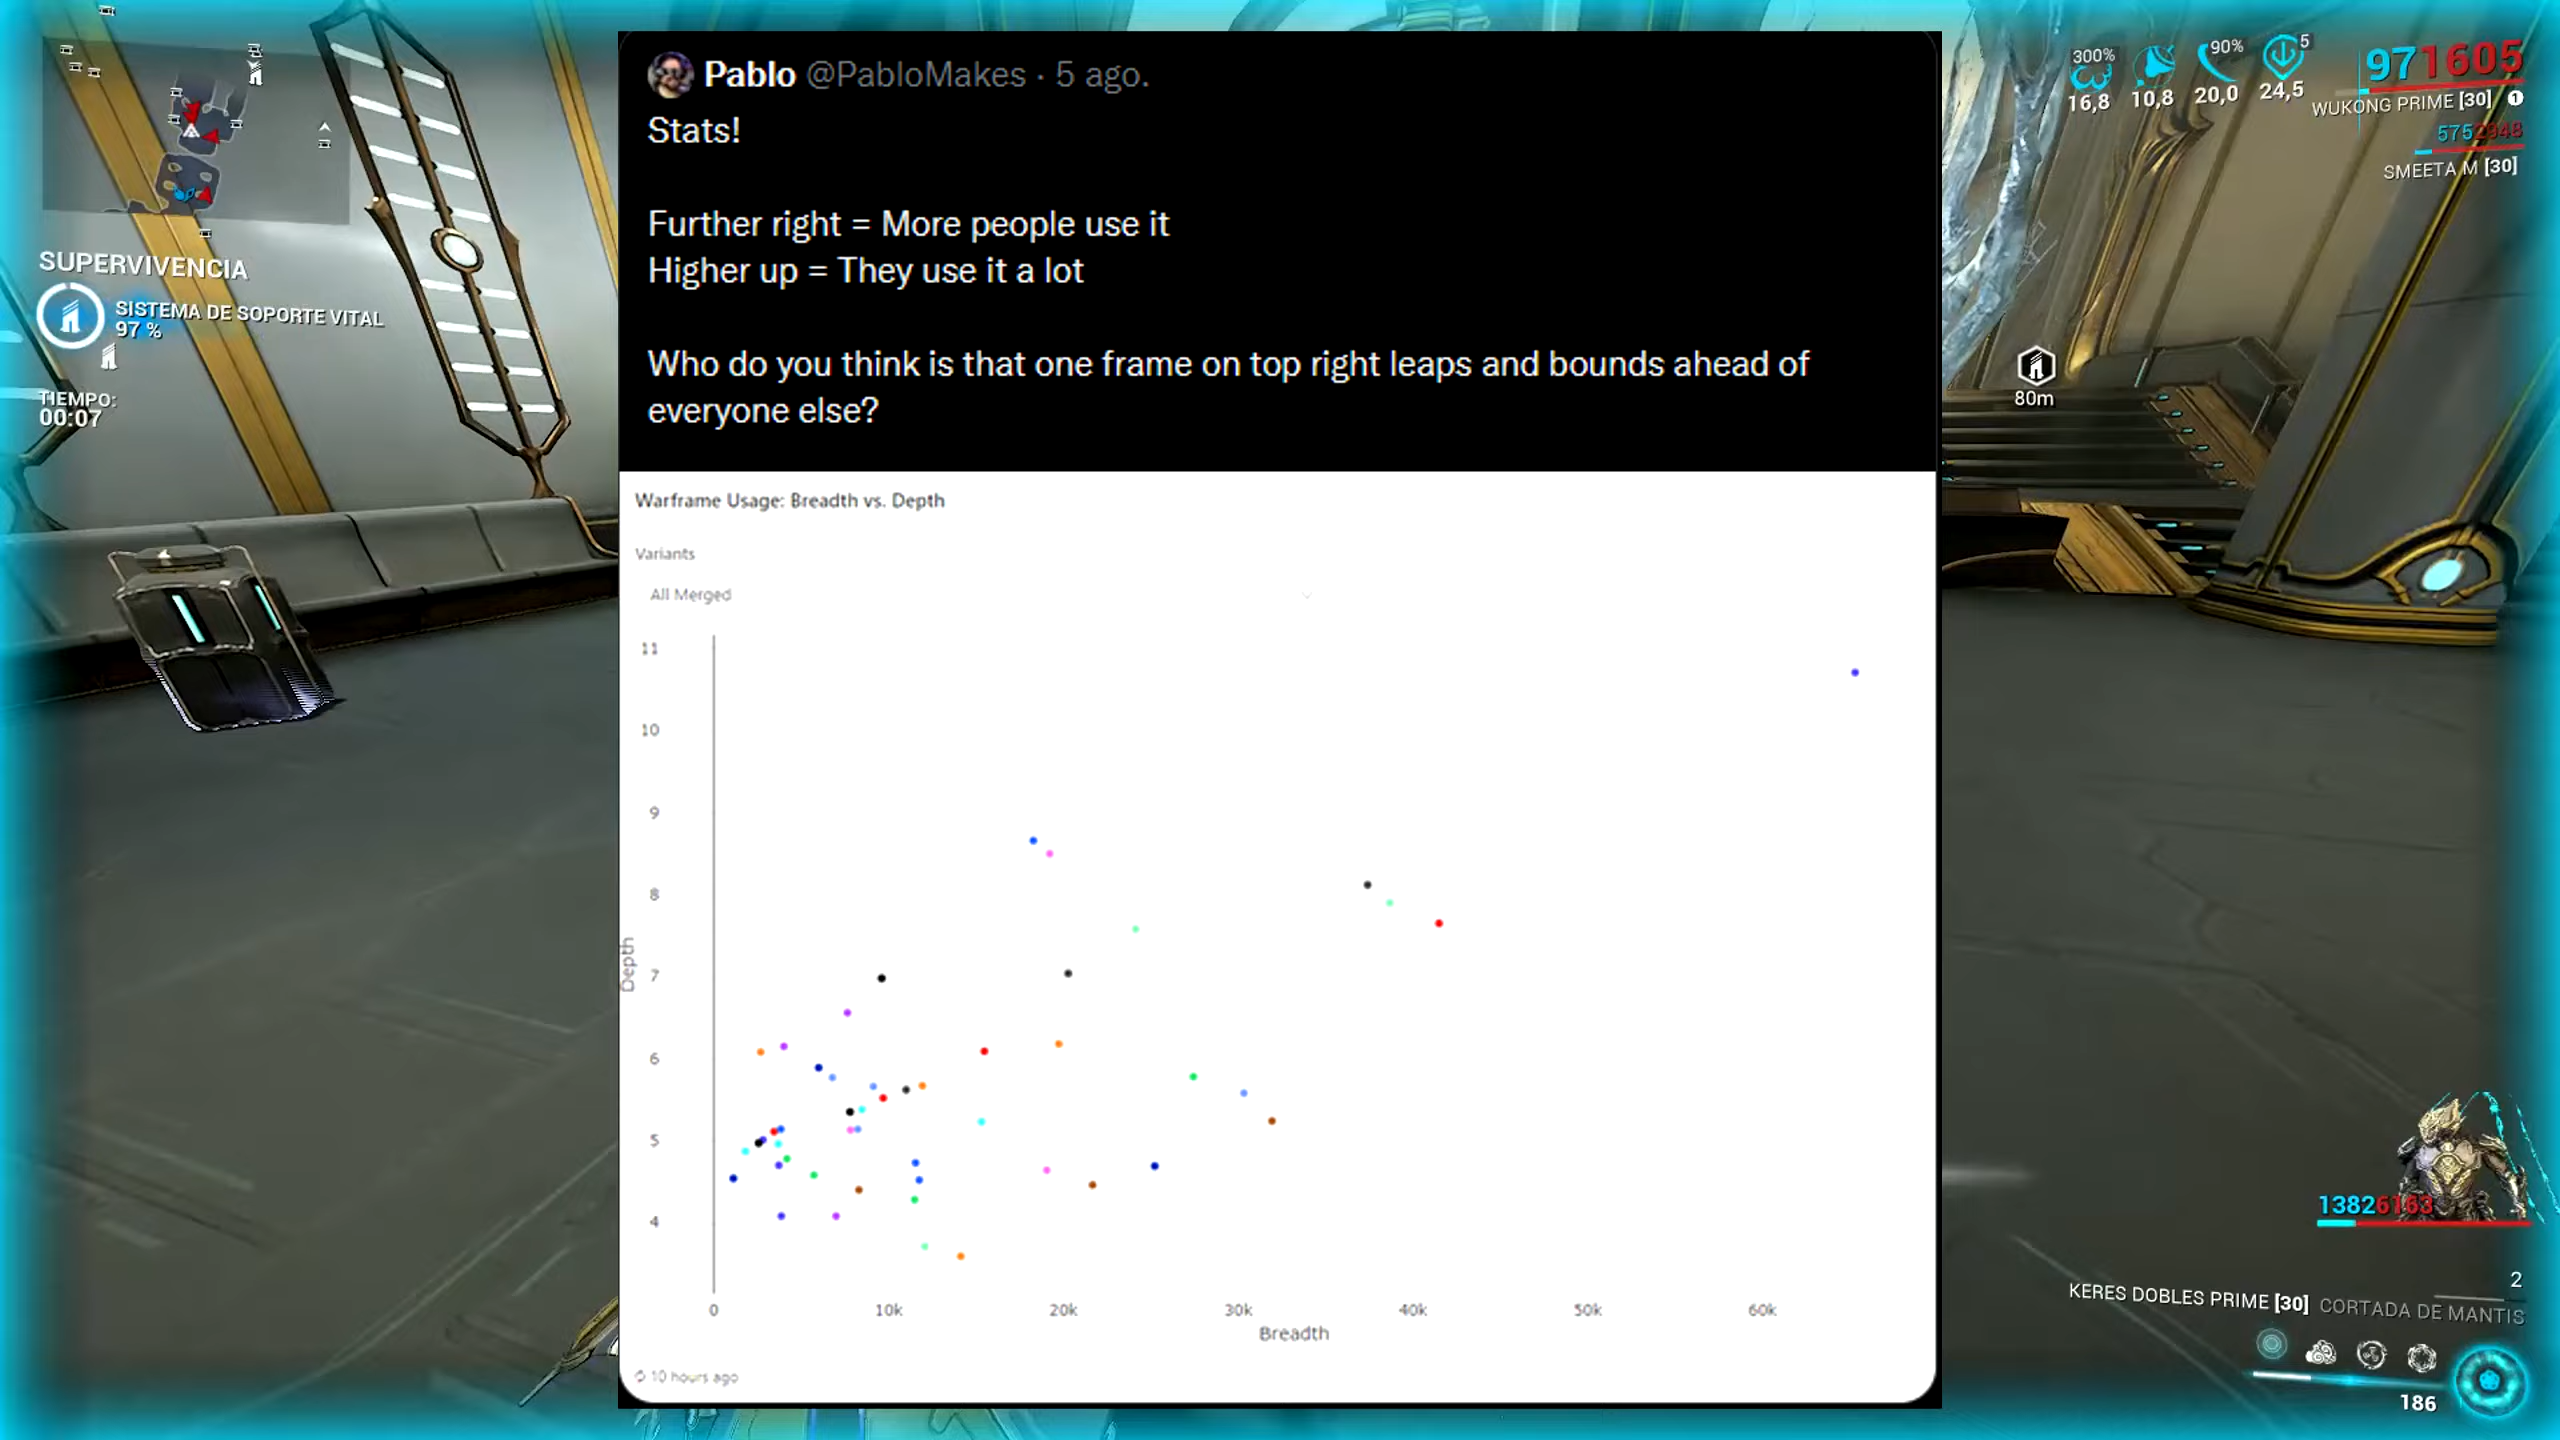 SUPERVIVENCIA
SISTEMA DE SOPORTE VITAL
97 %
TIEMPO:
00:07
Pablo @PabloMakes · 5 ago.
Stats!
Further right = More people use it
Higher up = They use it a lot
Who do you think is that one frame on top right leaps and bounds ahead of
everyone else?
Warframe Usage: Breadth vs. Depth
Variants
All Merged
11
10
9
8
7
6
5
4
Depth
0 10k 20k 30k 40k 50k 60k
Breadth
10 hours ago
300% 90% 5
16,8 10,8 20,0 24,5
971605
WUKONG PRIME [30] 1
5752948
SMEETA M [30]
80m
13826163
2
KERES DOBLES PRIME [30] CORTADA DE MANTIS
186